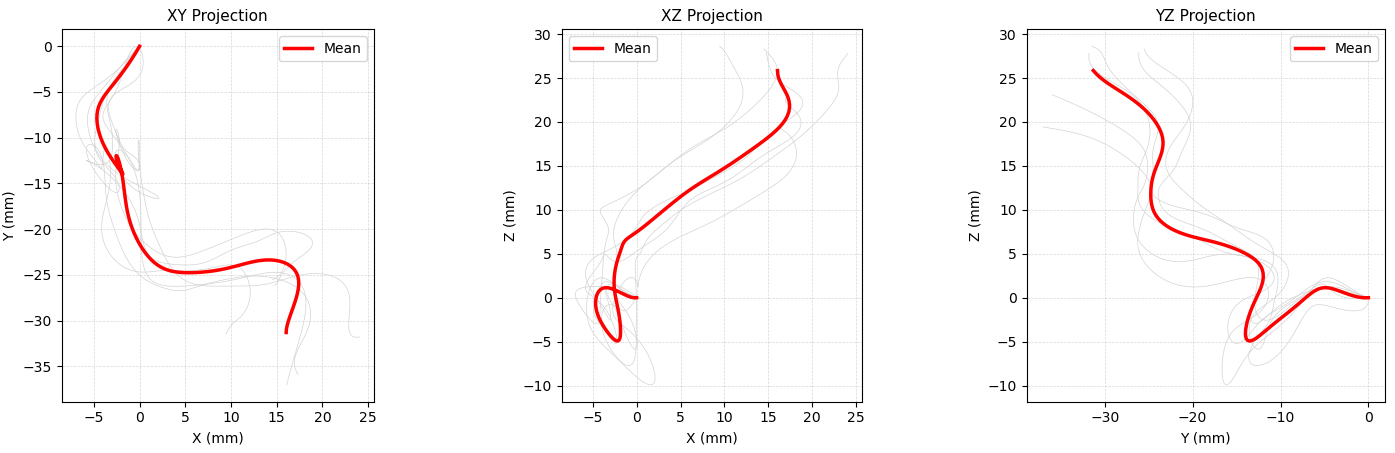 XY Projection
Mean
0
−5
−10
−15
−20
−25
−30
−35
Y (mm)
−5 0 5 10 15 20 25
X (mm)
XZ Projection
Mean
30
25
20
15
10
5
0
−5
−10
Z (mm)
−5 0 5 10 15 20 25
X (mm)
YZ Projection
Mean
30
25
20
15
10
5
0
−5
−10
Z (mm)
−30 −20 −10 0
Y (mm)